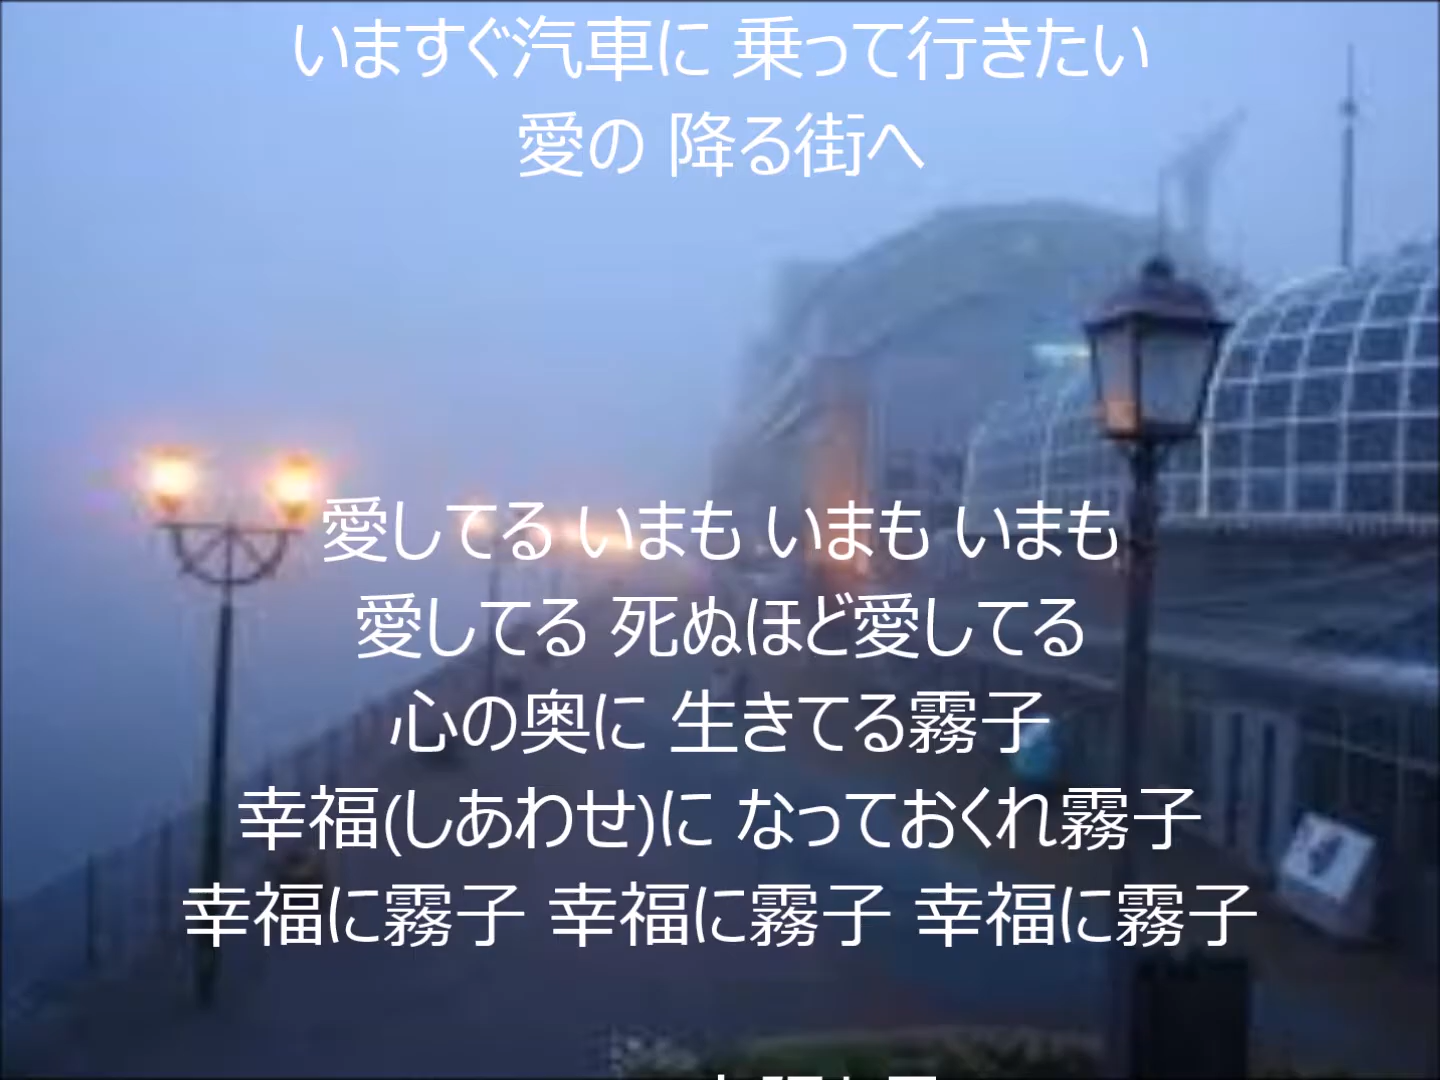 いますぐ汽車に 乗って行きたい
愛の 降る街へ
愛してる いまも いまも いまも
愛してる 死ぬほど愛してる
心の奥に 生きてる霧子
幸福(しあわせ)に なっておくれ霧子
幸福に霧子 幸福に霧子 幸福に霧子